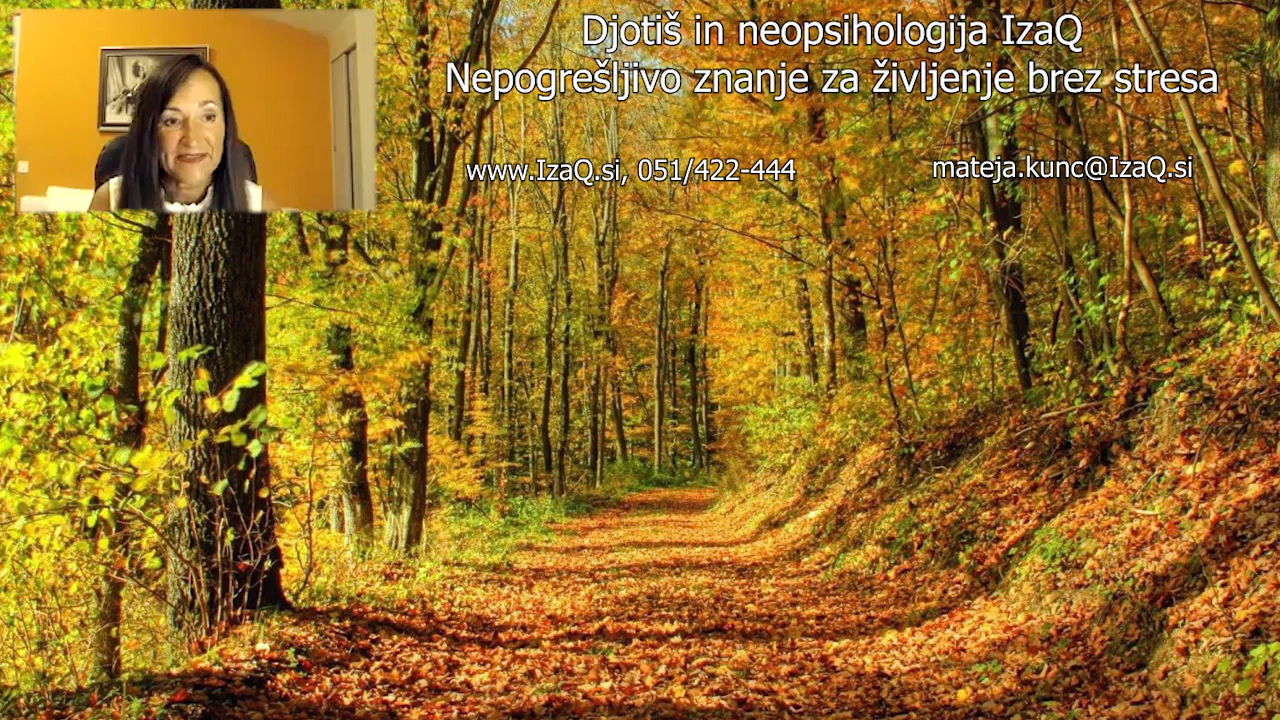 Djotiš in neopsihologija IzaQ
Nepogrešljivo znanje za življenje brez stresa
www.IzaQ.si, 051/422-444
mateja.kunc@IzaQ.si